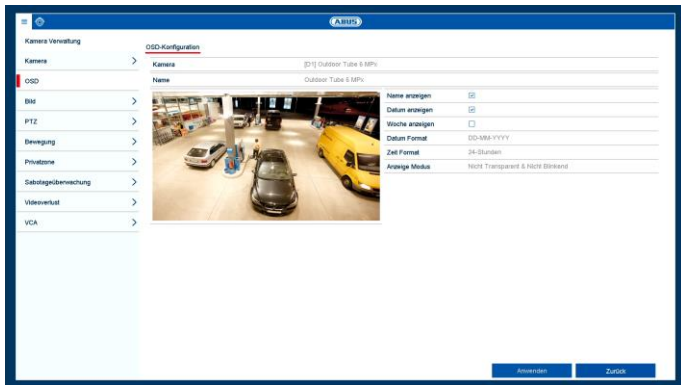 ABUS
Kamera Verwaltung
OSD-Konfiguration
Kamera
Kamera [D1] Outdoor Tube 6 MPx
OSD
Name Outdoor Tube 6 MPx
Bild
PTZ
Bewegung
Privatzone
Sabotageüberwachung
Videoverlust
VCA
Name anzeigen
Datum anzeigen
Woche anzeigen
Datum Format DD-MM-YYYY
Zeit Format 24-Stunden
Anzeige Modus Nicht Transparent & Nicht Blinkend
Anwenden
Zurück